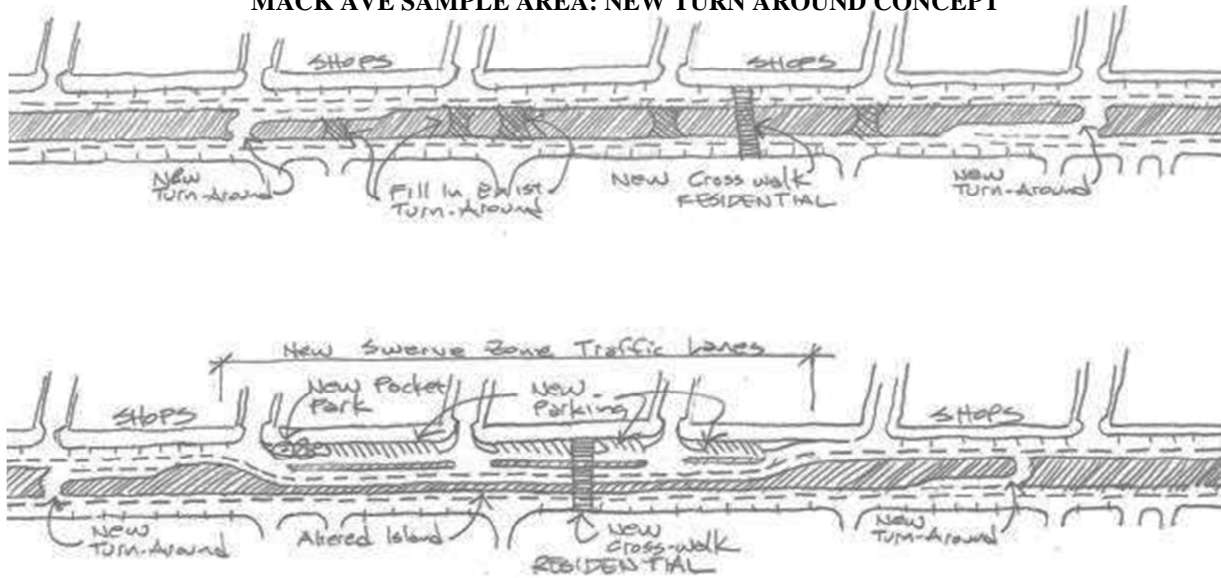 MACK AVE SAMPLE AREA: NEW TURN AROUND CONCEPT
SHOPS
SHOPS
New
Turn-Around
Fill In Exist
Turn-Around
New Cross walk
RESIDENTIAL
New
Turn-Around
New Swerve Zone Traffic Lanes
New Pocket
Park
New
Parking
SHOPS
SHOPS
New
Turn-Around
Altered Island
New
Cross-walk
RESIDENTIAL
New
Turn-Around